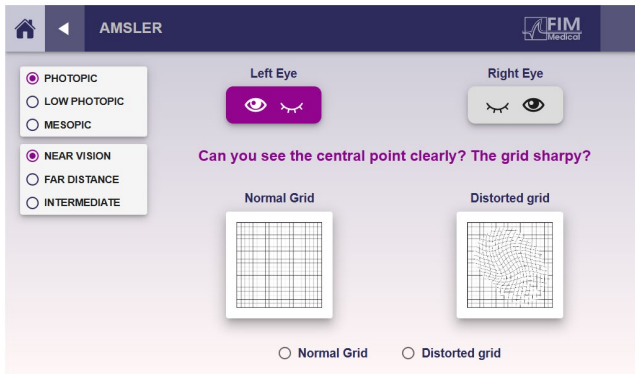 AMSLER
FIM
Medical
PHOTOPIC
LOW PHOTOPIC
MESOPIC
NEAR VISION
FAR DISTANCE
INTERMEDIATE
Left Eye
Right Eye
Can you see the central point clearly? The grid sharpy?
Normal Grid
Distorted grid
Normal Grid
Distorted grid